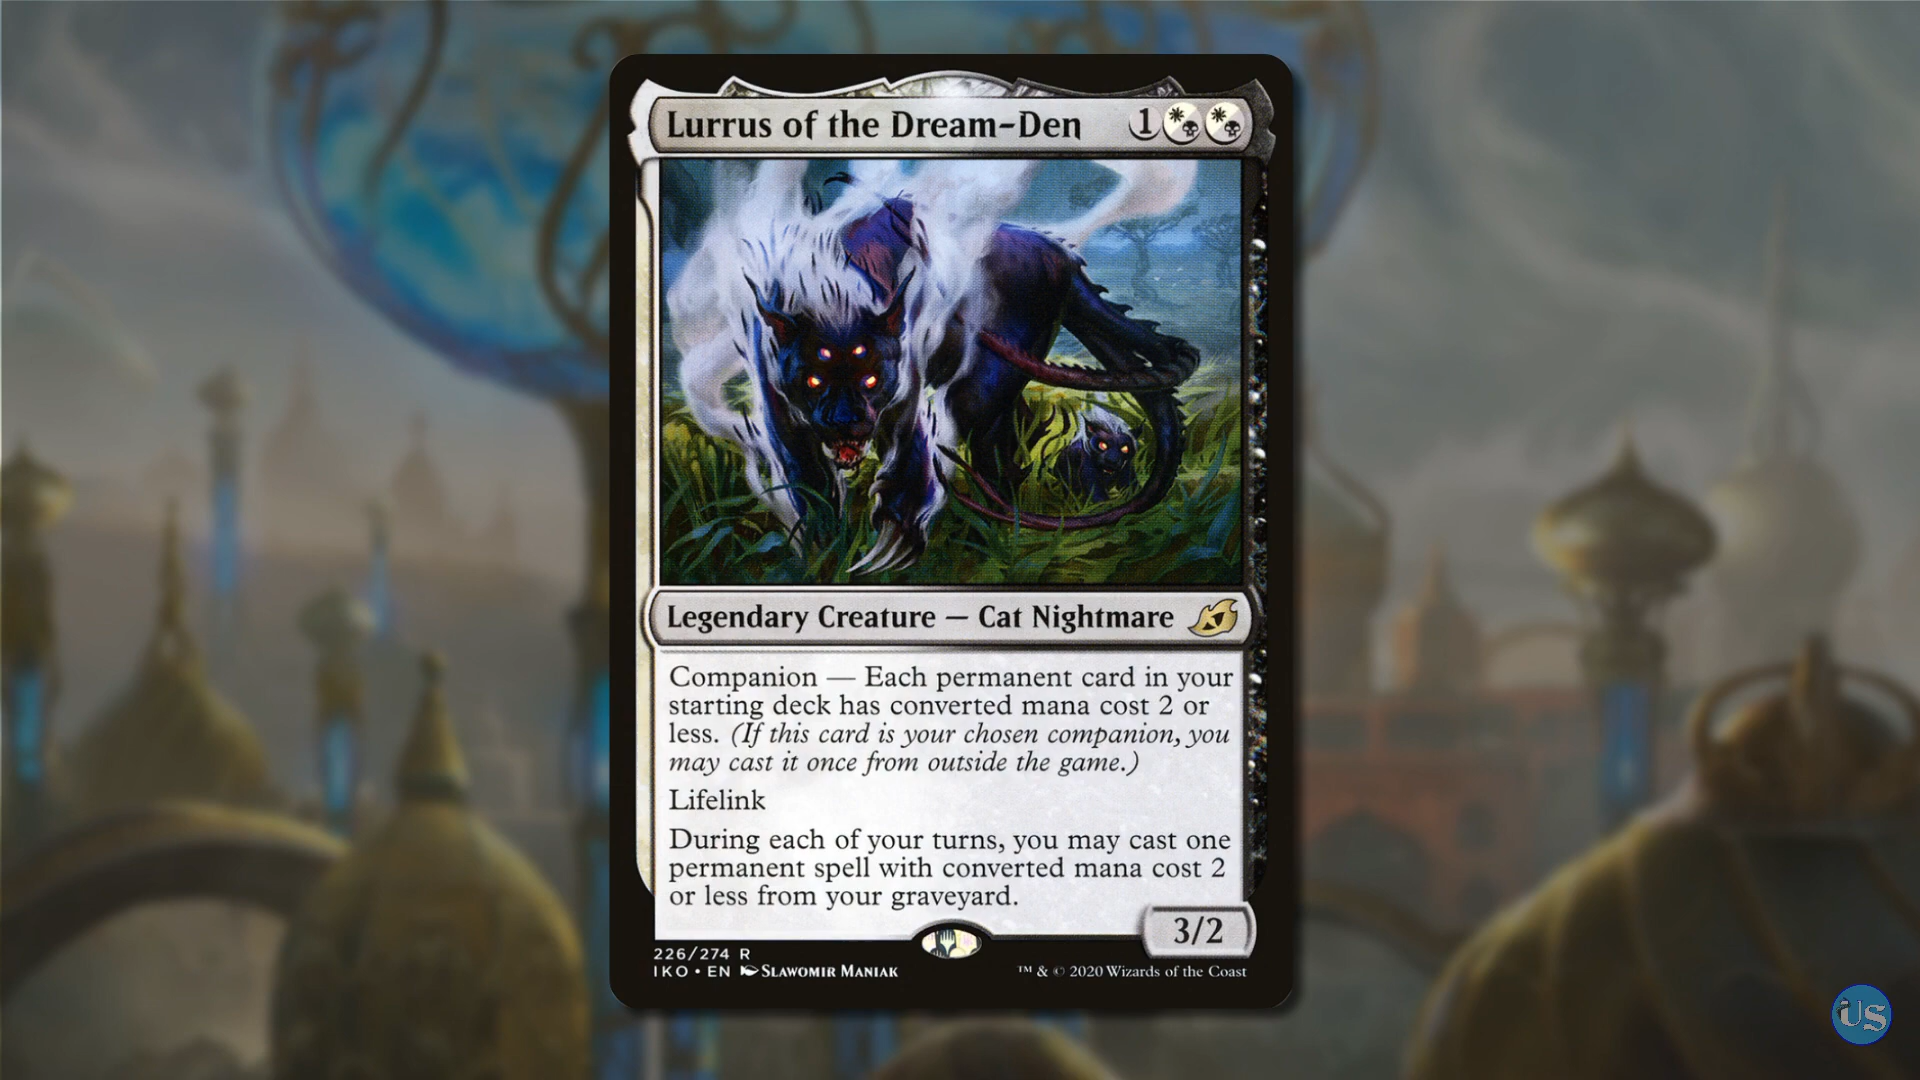 Lurrus of the Dream-Den 1
Legendary Creature — Cat Nightmare
Companion — Each permanent card in your
starting deck has converted mana cost 2 or
less. (If this card is your chosen companion, you
may cast it once from outside the game.)
Lifelink
During each of your turns, you may cast one
permanent spell with converted mana cost 2
or less from your graveyard.
3/2
226/274 R
IKO • EN SLAWOMIR MANIAK
™ & © 2020 Wizards of the Coast
US